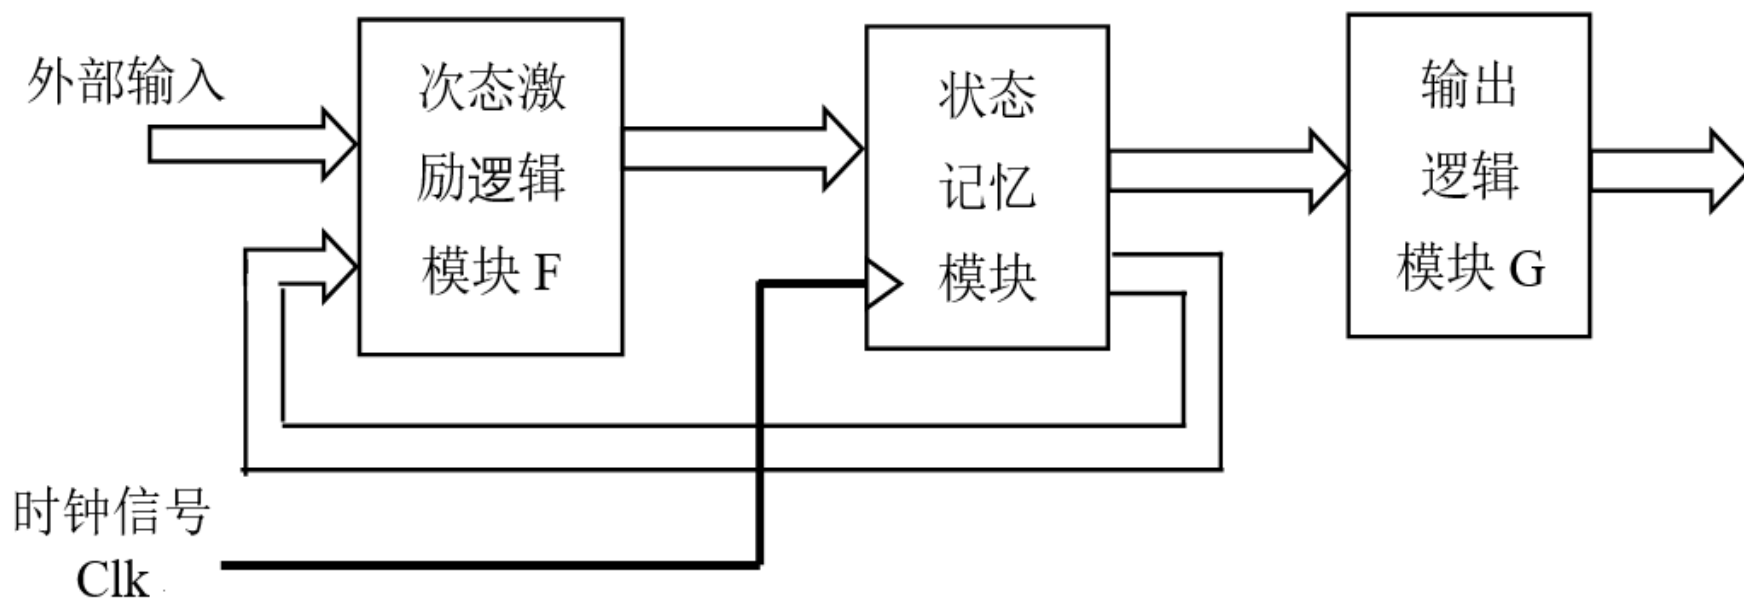 外部输入
次态激
励逻辑
模块 F
状态
记忆
模块
输出
逻辑
模块 G
时钟信号
Clk